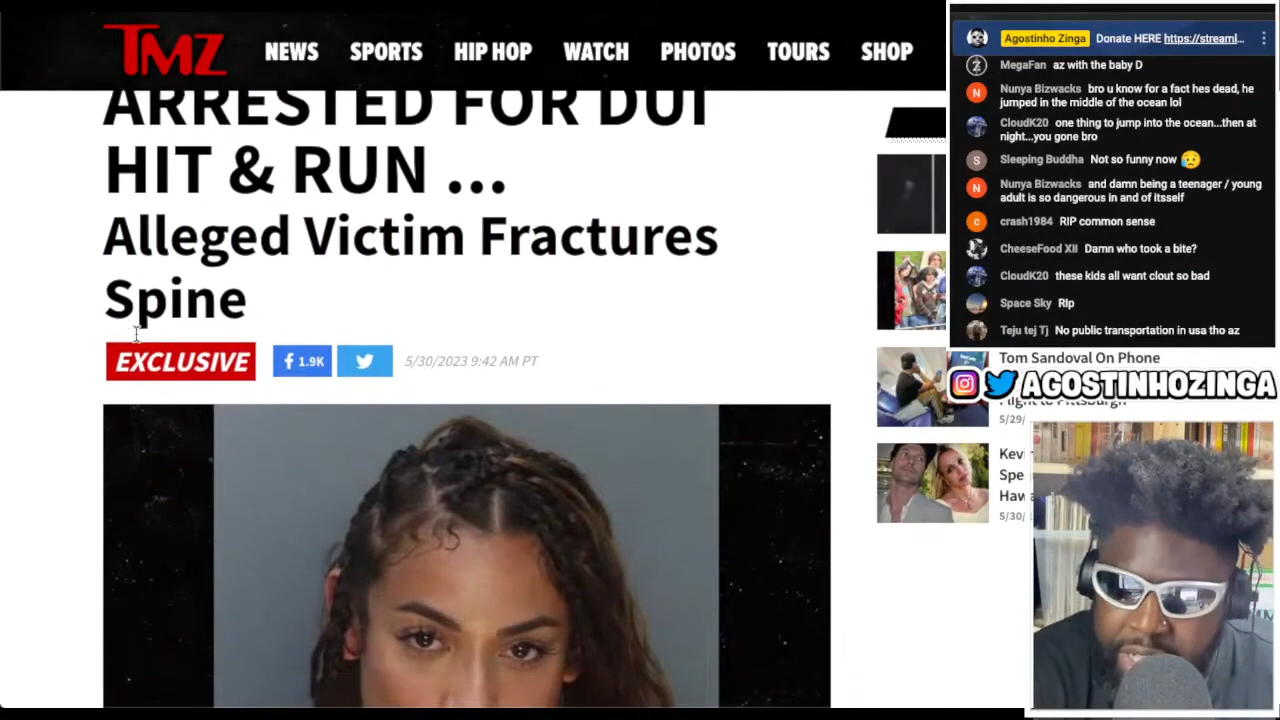 TMZ
NEWS SPORTS HIP HOP WATCH PHOTOS TOURS SHOP
ARRESTED FOR DUI
HIT & RUN ...
Alleged Victim Fractures
Spine
EXCLUSIVE
1.9K
5/30/2023 9:42 AM PT
Agostinho Zinga Donate HERE https://streaml...
MegaFan az with the baby D
Nunya Bizwacks bro u know for a fact hes dead, he
jumped in the middle of the ocean lol
CloudK20 one thing to jump into the ocean...then at
night...you gone bro
Sleeping Buddha Not so funny now 😥
Nunya Bizwacks and damn being a teenager / young
adult is so dangerous in and of itsself
crash1984 RIP common sense
CheeseFood XII Damn who took a bite?
CloudK20 these kids all want clout so bad
Space Sky RIp
Teju tej Tj No public transportation in usa tho az
Tom Sandoval On Phone
AGOSTINHOZINGA
Flight to Pittsburgh
5/29/
Kevi
Spe
Haw
5/30/